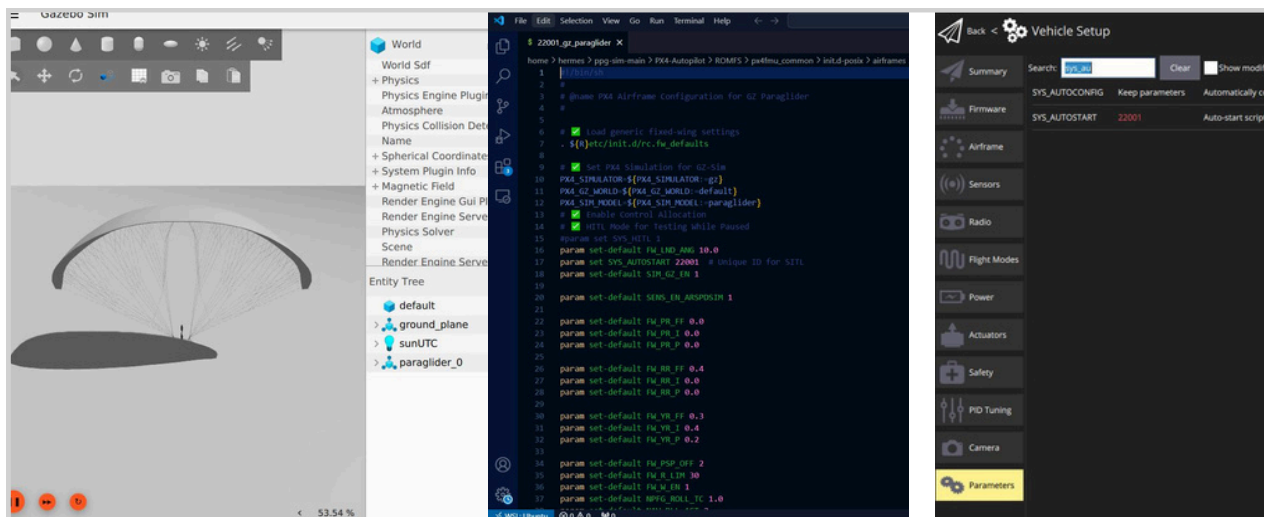 Gazebo Sim
World
World Sdf
+ Physics
Physics Engine Plugin
Atmosphere
Physics Collision Dete
Name
+ Spherical Coordinate
+ System Plugin Info
+ Magnetic Field
Render Engine Gui Pl
Render Engine Serve
Physics Solver
Scene
Render Engine Serve
Entity Tree
default
> ground_plane
> sunUTC
> paraglider_0
< 53.54 %
File Edit Selection View Go Run Terminal Help
$ 22001_gz_paraglider
home > hermes > ppg-sim-main > PX4-Autopilot > ROMFS > px4fmu_common > init.d-posix > airframes
1 #!/bin/sh
2 #
3 # @name PX4 Airframe Configuration for GZ Paraglider
4 #
5
6 # ✅ Load generic fixed-wing settings
7 . ${R}etc/init.d/rc.fw_defaults
8
9 # ✅ Set PX4 Simulation for GZ-Sim
10 PX4_SIMULATOR=${PX4_SIMULATOR:=gz}
11 PX4_GZ_WORLD=${PX4_GZ_WORLD:=default}
12 PX4_SIM_MODEL=${PX4_SIM_MODEL:=paraglider}
13 # ✅ Enable Control Allocation
14 # ✅ HITL Mode for Testing While Paused
15 #param set SYS_HITL 1
16 param set-default FW_LND_ANG 10.0
17 param set SYS_AUTOSTART 22001 # Unique ID for SITL
18 param set-default SIM_GZ_EN 1
19
20 param set-default SENS_EN_ARSPDSIM 1
21
22 param set-default FW_PR_FF 0.0
23 param set-default FW_PR_I 0.0
24 param set-default FW_PR_P 0.0
25
26 param set-default FW_RR_FF 0.4
27 param set-default FW_RR_I 0.0
28 param set-default FW_RR_P 0.0
29
30 param set-default FW_YR_FF 0.3
31 param set-default FW_YR_I 0.4
32 param set-default FW_YR_P 0.2
33
34 param set-default FW_PSP_OFF 2
35 param set-default FW_R_LIM 30
36 param set-default FW_W_EN 1
37 param set-default NPFG_ROLL_TC 1.0
WSL: Ubuntu
Back < Vehicle Setup
Summary
Firmware
Airframe
Sensors
Radio
Flight Modes
Power
Actuators
Safety
PID Tuning
Camera
Parameters
Search: sys_au Clear Show modif
SYS_AUTOCONFIG Keep parameters Automatically co
SYS_AUTOSTART 22001 Auto-start script